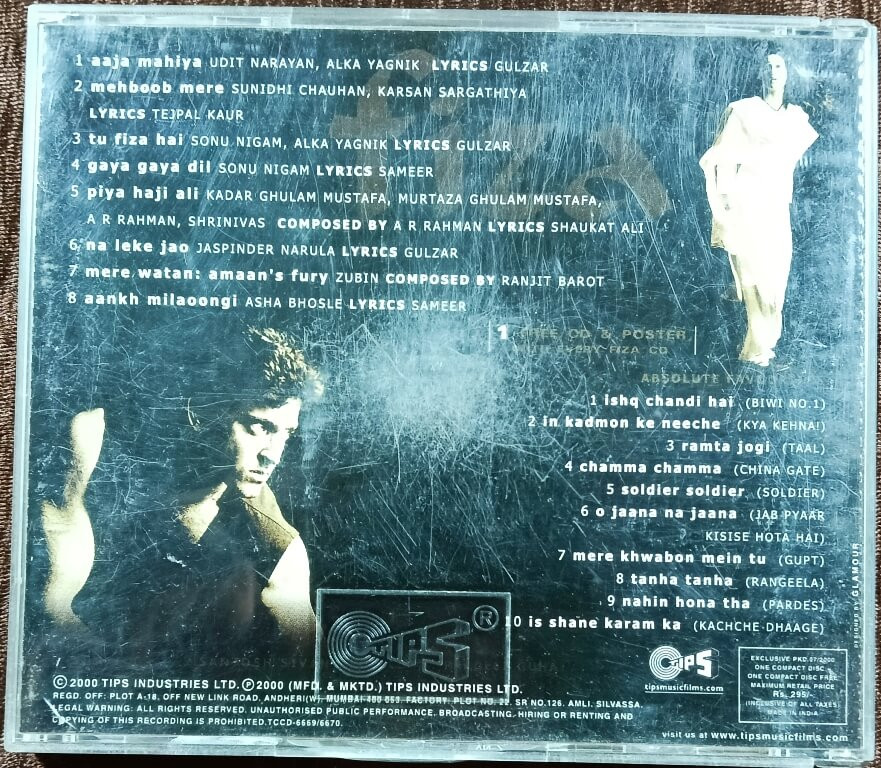 fiza
1 aaja mahiya UDIT NARAYAN, ALKA YAGNIK LYRICS GULZAR
2 mehboob mere SUNIDHI CHAUHAN, KARSAN SARGATHIYA
LYRICS TEJPAL KAUR
3 tu fiza hai SONU NIGAM, ALKA YAGNIK LYRICS GULZAR
4 gaya gaya dil SONU NIGAM LYRICS SAMEER
5 piya haji ali KADAR GHULAM MUSTAFA, MURTAZA GHULAM MUSTAFA,
A R RAHMAN, SHRINIVAS COMPOSED BY A R RAHMAN LYRICS SHAUKAT ALI
6 na leke jao JASPINDER NARULA LYRICS GULZAR
7 mere watan: amaan's fury ZUBIN COMPOSED BY RANJIT BAROT
8 aankh milaoongi ASHA BHOSLE LYRICS SAMEER
1 FREE CD & POSTER
WITH EVERY FIZA CD
ABSOLUTE
1 ishq chandi hai (BIWI NO.1)
2 in kadmon ke neeche (KYA KEHNA!)
3 ramta jogi (TAAL)
4 chamma chamma (CHINA GATE)
5 soldier soldier (SOLDIER)
6 o jaana na jaana (JAB PYAAR
KISISE HOTA HAI)
7 mere khwabon mein tu (GUPT)
8 tanha tanha (RANGEELA)
9 nahin hona tha (PARDES)
10 is shane karam ka (KACHCHE DHAAGE)
DESIGNED BY GLAMOUR
TIPS ®
TIPS
tipsmusicfilms.com
EXCLUSIVE PKD.07/2000
ONE COMPACT DISC
ONE COMPACT DISC FREE
MAXIMUM RETAIL PRICE
Rs. 295/-
(INCLUSIVE OF ALL TAXES)
MADE IN INDIA
SANTOSH
© 2000 TIPS INDUSTRIES LTD. ℗ 2000 (MFD. & MKTD.) TIPS INDUSTRIES LTD.
REGD. OFF: PLOT A-18, OFF NEW LINK ROAD, ANDHERI(W), MUMBAI-400 053. FACTORY: PLOT NO. 22, SR NO.126, AMLI, SILVASSA.
LEGAL WARNING: ALL RIGHTS RESERVED. UNAUTHORISED PUBLIC PERFORMANCE. BROADCASTING. HIRING OR RENTING AND
COPYING OF THIS RECORDING IS PROHIBITED.TCCD-6669/6670.
visit us at www.tipsmusicfilms.com